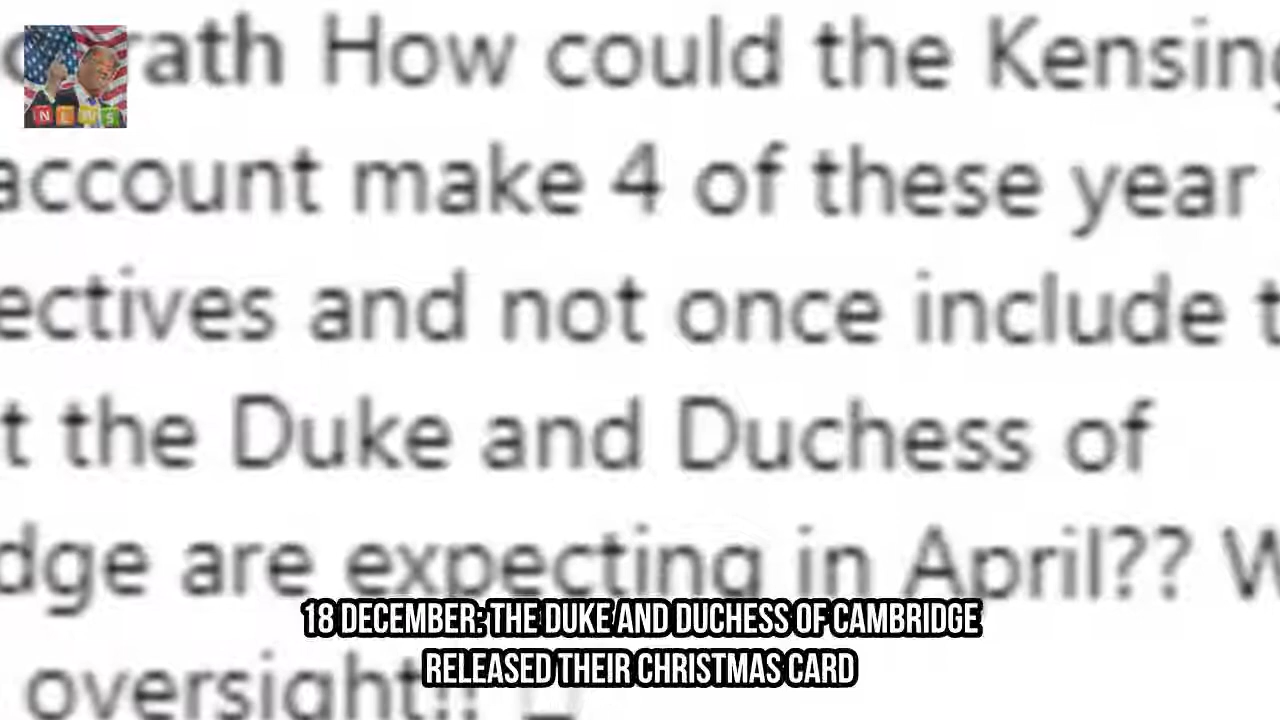 rath How could the Kensing
account make 4 of these year
ectives and not once include t
t the Duke and Duchess of
dge are expecting in April?? W
oversight!!
18 DECEMBER: THE DUKE AND DUCHESS OF CAMBRIDGE
RELEASED THEIR CHRISTMAS CARD
NEWS